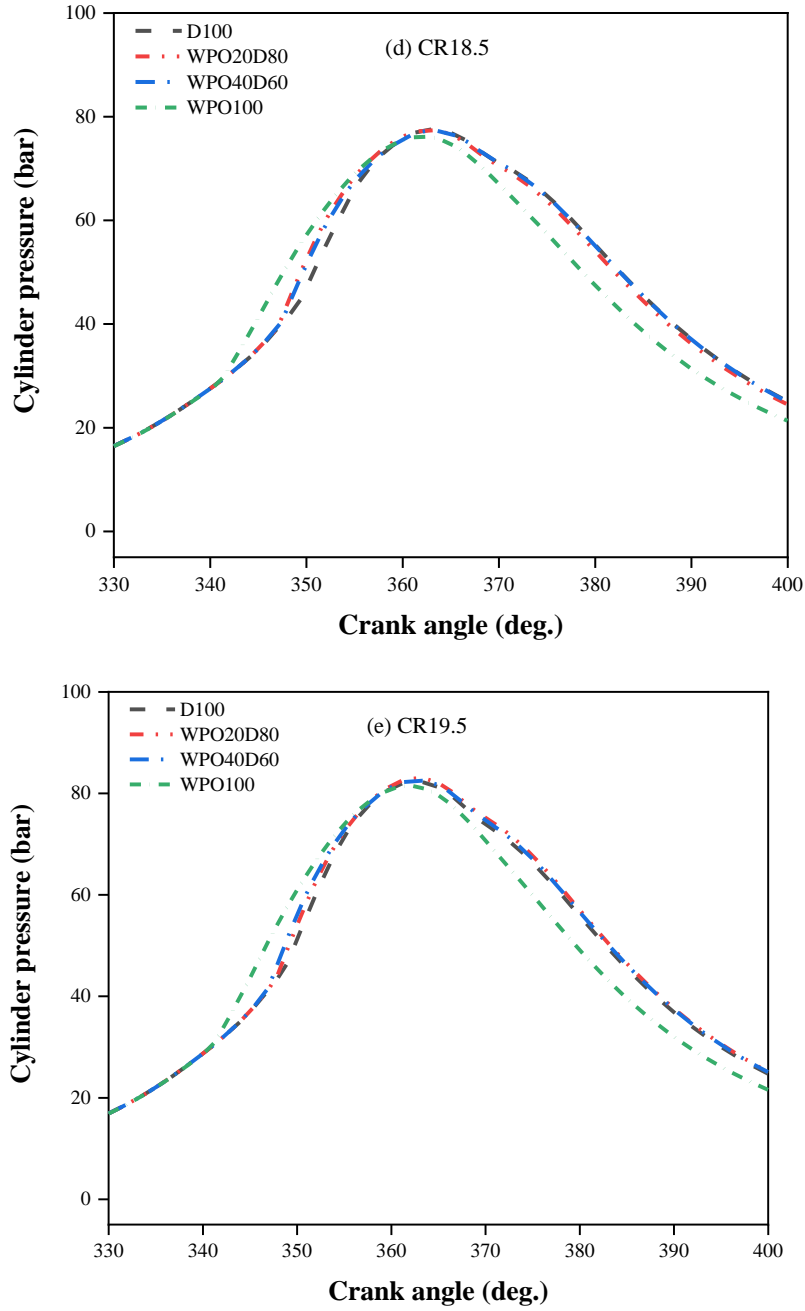 (d) CR18.5
D100
WPO20D80
WPO40D60
WPO100
Cylinder pressure (bar)
100
80
60
40
20
0
330 340 350 360 370 380 390 400
Crank angle (deg.)
(e) CR19.5
D100
WPO20D80
WPO40D60
WPO100
Cylinder pressure (bar)
100
80
60
40
20
0
330 340 350 360 370 380 390 400
Crank angle (deg.)